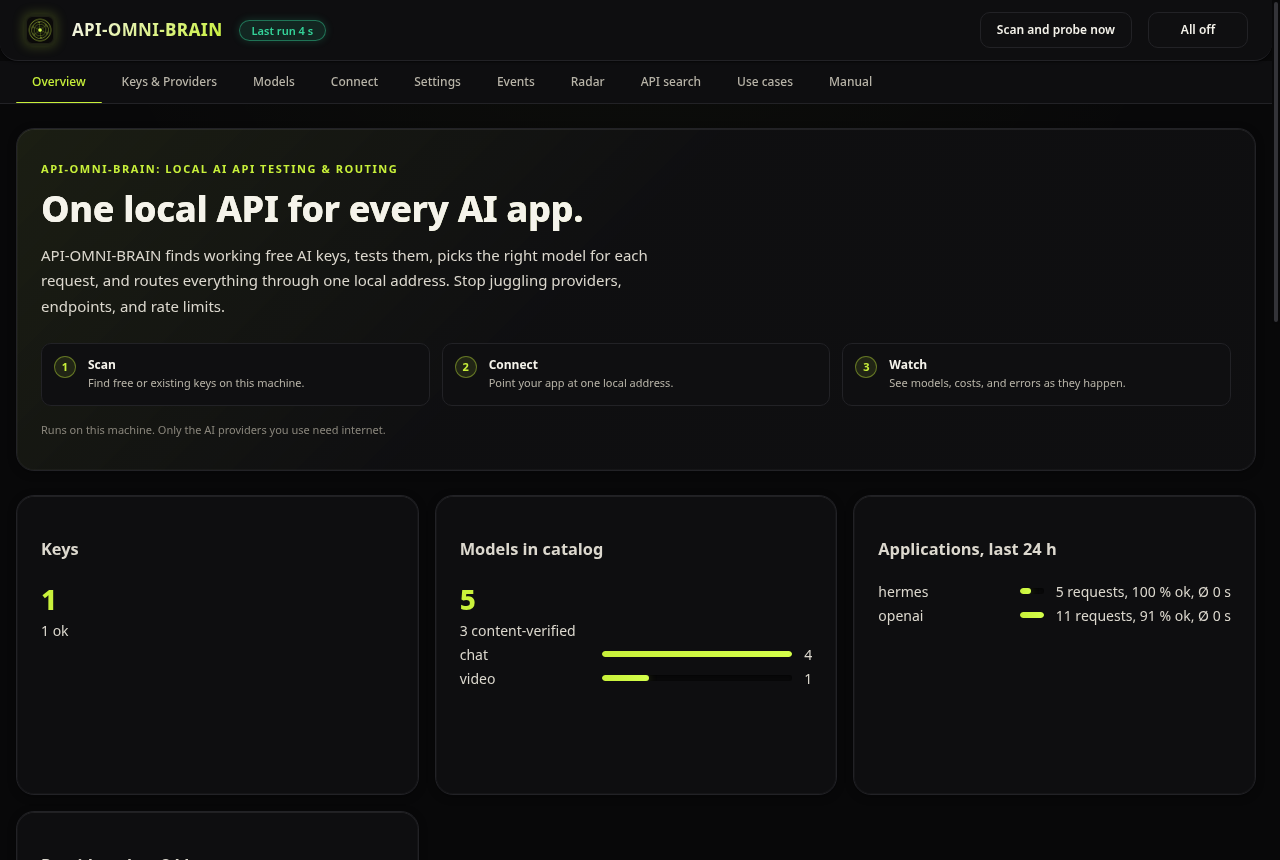 API-OMNI-BRAIN
Last run 4 s
Scan and probe now
All off
Overview
Keys & Providers
Models
Connect
Settings
Events
Radar
API search
Use cases
Manual
API-OMNI-BRAIN: LOCAL AI API TESTING & ROUTING
One local API for every AI app.
API-OMNI-BRAIN finds working free AI keys, tests them, picks the right model for each
request, and routes everything through one local address. Stop juggling providers,
endpoints, and rate limits.
1
Scan
Find free or existing keys on this machine.
2
Connect
Point your app at one local address.
3
Watch
See models, costs, and errors as they happen.
Runs on this machine. Only the AI providers you use need internet.
Keys
1
1 ok
Models in catalog
5
3 content-verified
chat 4
video 1
Applications, last 24 h
hermes 5 requests, 100 % ok, Ø 0 s
openai 11 requests, 91 % ok, Ø 0 s